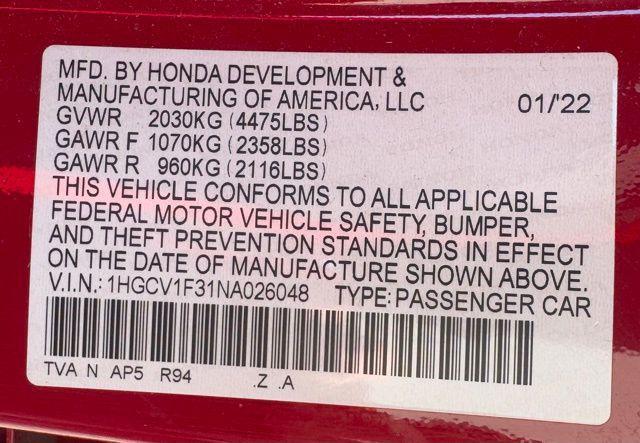 MFD. BY HONDA DEVELOPMENT &
MANUFACTURING OF AMERICA, LLC 01/'22
GVWR 2030KG (4475LBS)
GAWR F 1070KG (2358LBS)
GAWR R 960KG (2116LBS)
THIS VEHICLE CONFORMS TO ALL APPLICABLE
FEDERAL MOTOR VEHICLE SAFETY, BUMPER,
AND THEFT PREVENTION STANDARDS IN EFFECT
ON THE DATE OF MANUFACTURE SHOWN ABOVE.
V.I.N.: 1HGCV1F31NA026048 TYPE: PASSENGER CAR
TVA N AP5 R94 .Z .A